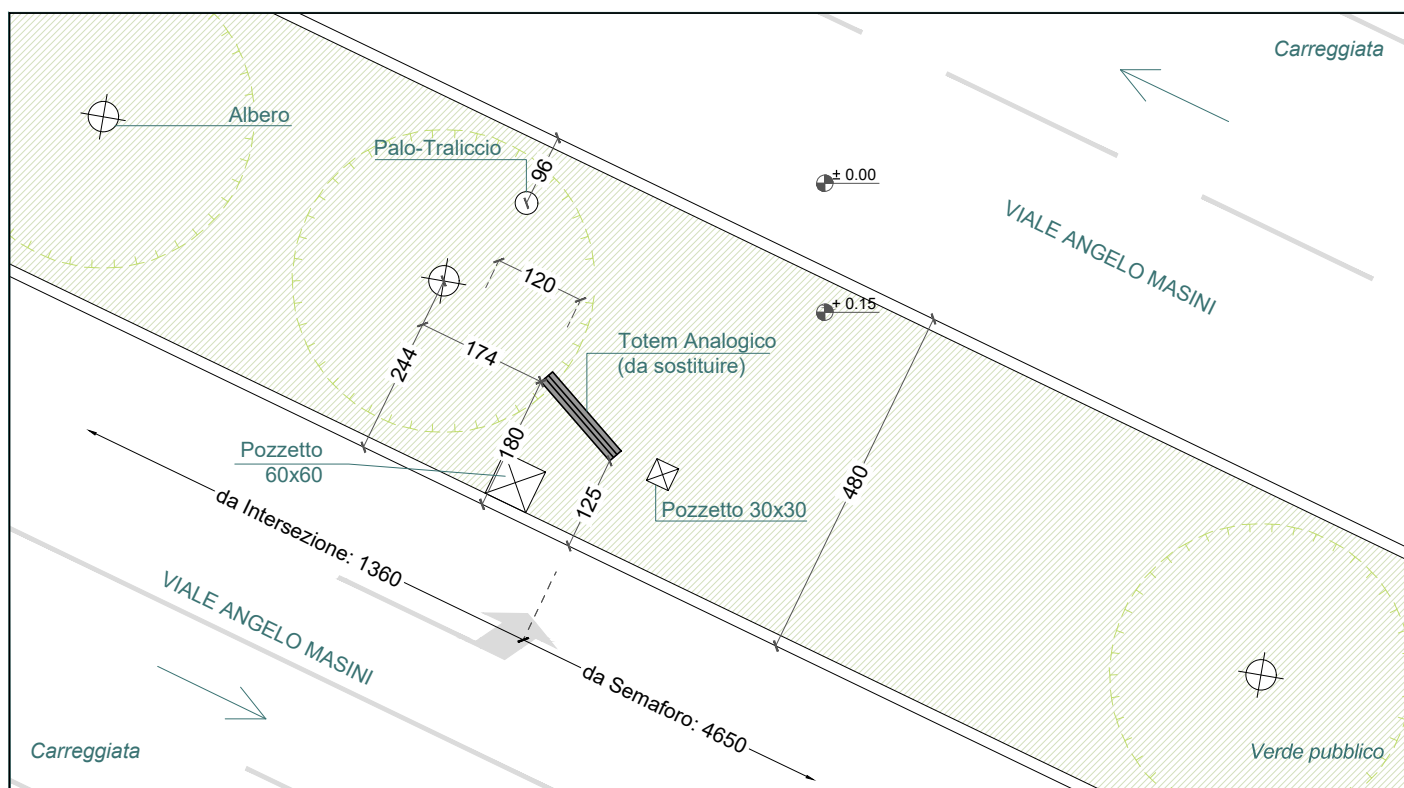 Carreggiata
Albero
Palo-Traliccio
96
± 0.00
VIALE ANGELO MASINI
120
+ 0.15
Totem Analogico
(da sostituire)
174
244
180
Pozzetto
60x60
480
125
Pozzetto 30x30
da Intersezione: 1360
VIALE ANGELO MASINI
da Semaforo: 4650
Carreggiata
Verde pubblico